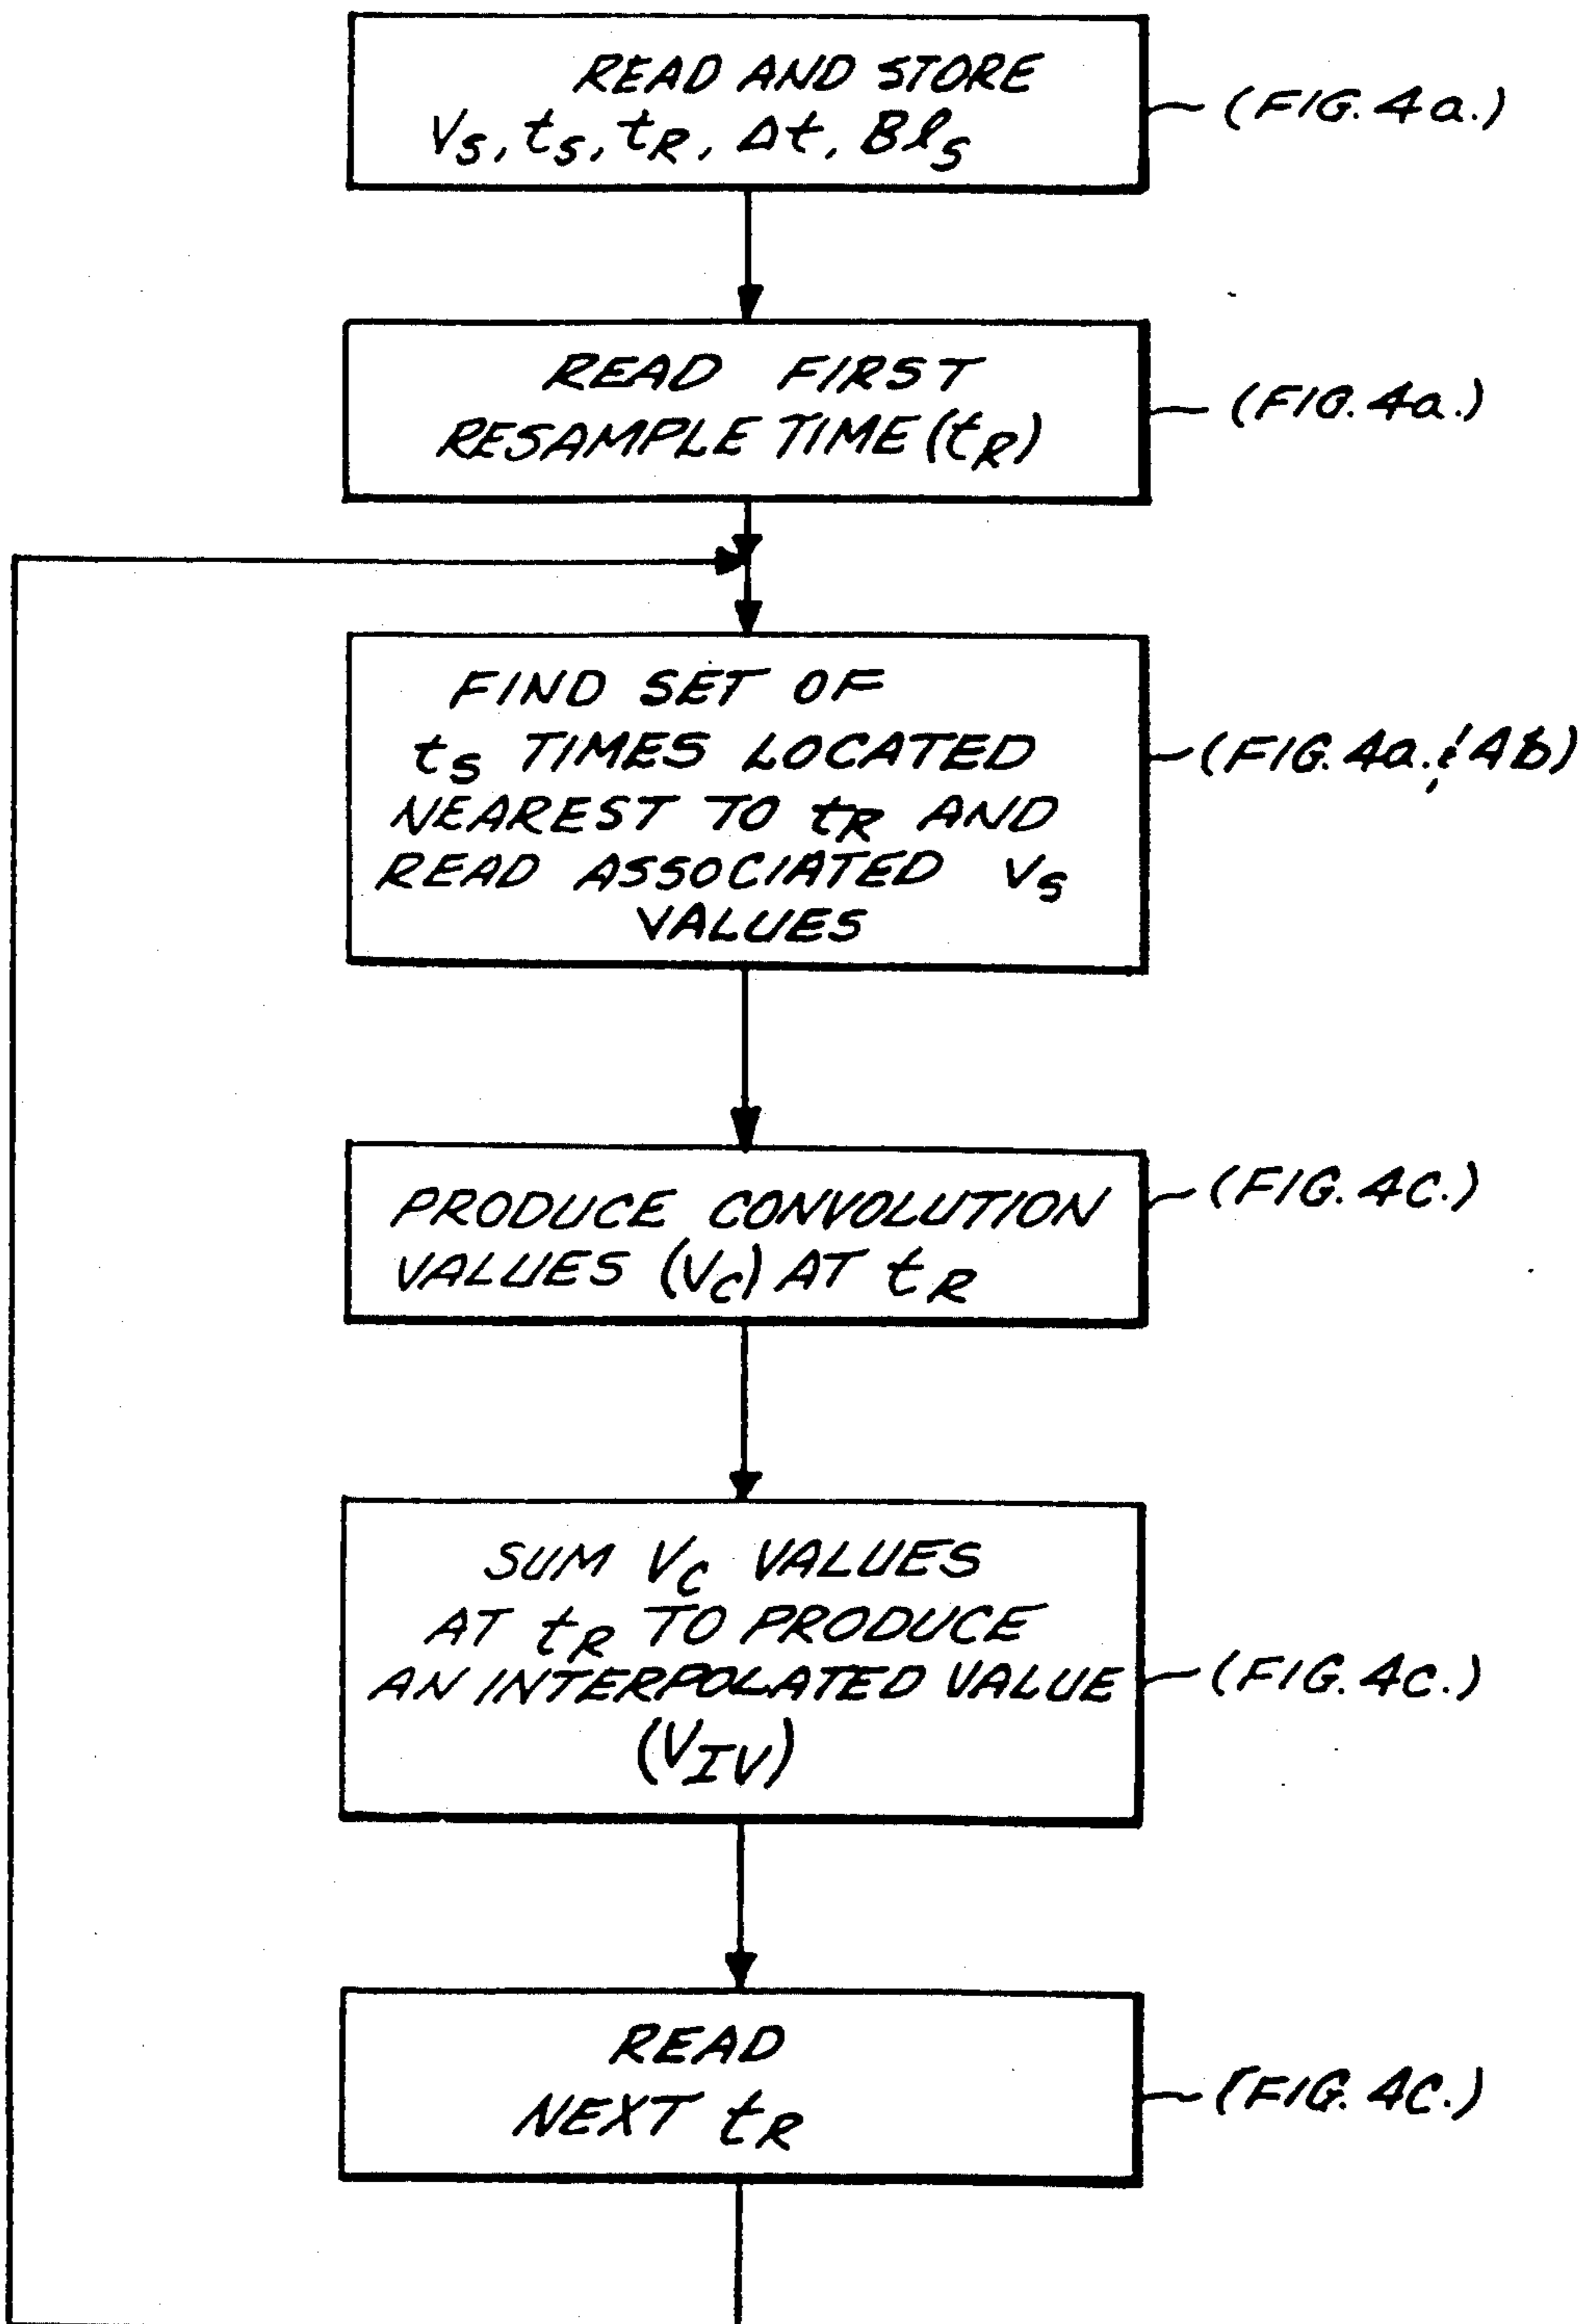 READ AND STORE
Vs, ts, tR, Δt, Bls
(FIG. 4a.)
READ FIRST
RESAMPLE TIME (tR)
(FIG. 4a.)
FIND SET OF
ts TIMES LOCATED
NEAREST TO tR AND
READ ASSOCIATED Vs
VALUES
(FIG. 4a. & 4b)
PRODUCE CONVOLUTION
VALUES (Vc) AT tR
(FIG. 4c.)
SUM Vc VALUES
AT tR TO PRODUCE
AN INTERPOLATED VALUE
(VIV)
(FIG. 4c.)
READ
NEXT tR
(FIG. 4c.)